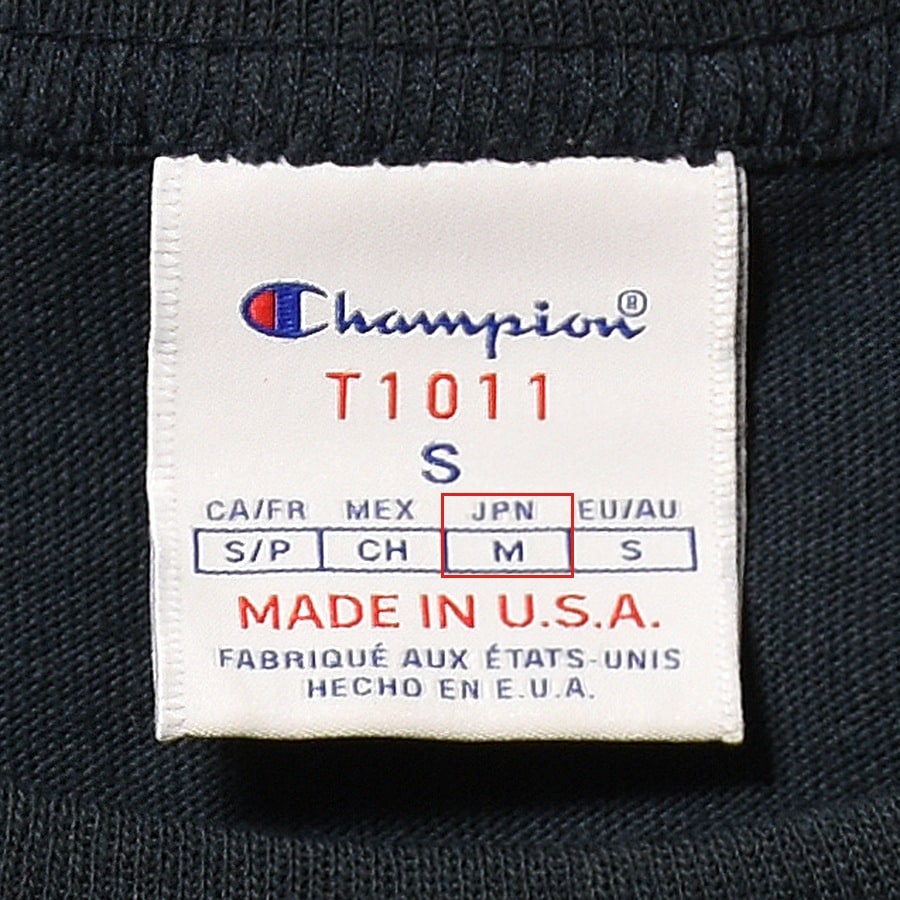 Champion®
T1011
S
CA/FR MEX JPN EU/AU
S/P CH M S
MADE IN U.S.A.
FABRIQUÉ AUX ÉTATS-UNIS
HECHO EN E.U.A.